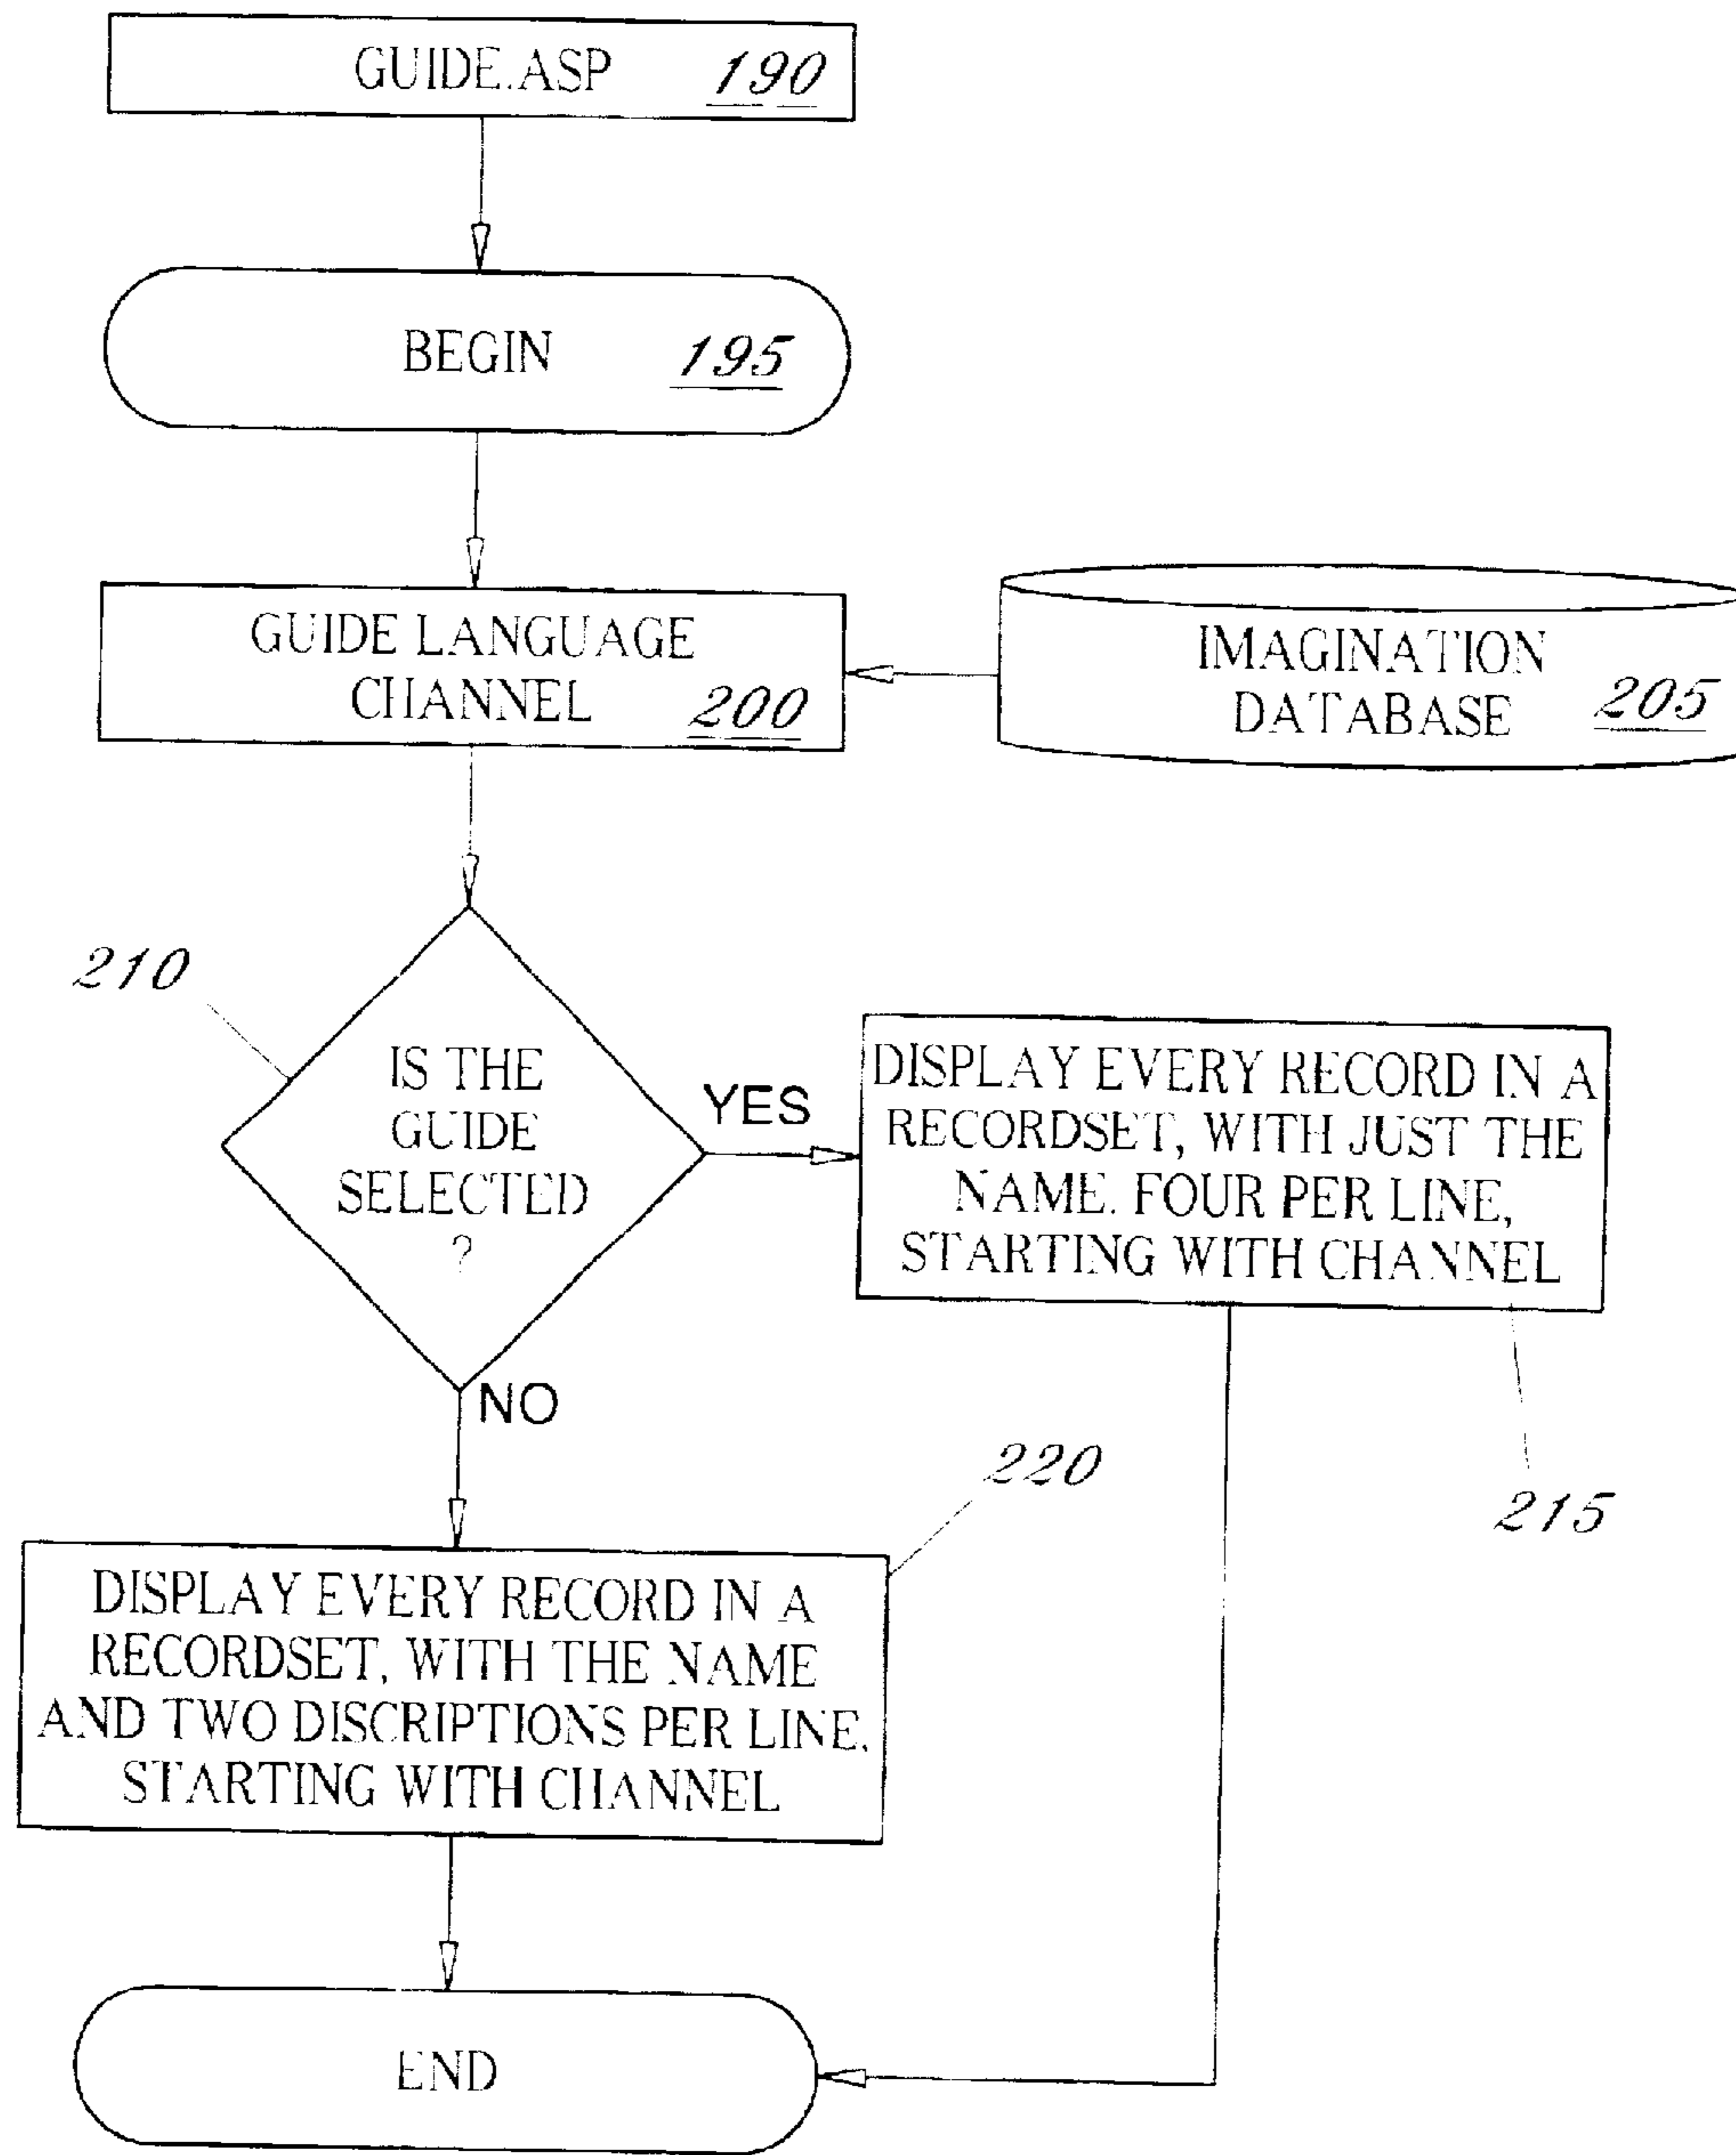 GUIDE.ASP 190
BEGIN 195
GUIDE LANGUAGE
CHANNEL 200
IMAGINATION
DATABASE 205
210
IS THE
GUIDE
SELECTED
?
YES
DISPLAY EVERY RECORD IN A
RECORDSET, WITH JUST THE
NAME. FOUR PER LINE,
STARTING WITH CHANNEL
215
NO
220
DISPLAY EVERY RECORD IN A
RECORDSET, WITH THE NAME
AND TWO DISCRIPTIONS PER LINE,
STARTING WITH CHANNEL
END